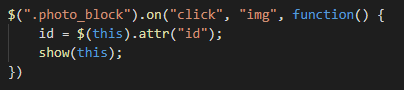 $(".photo_block").on("click", "img", function() {
    id = $(this).attr("id");
    show(this);
})